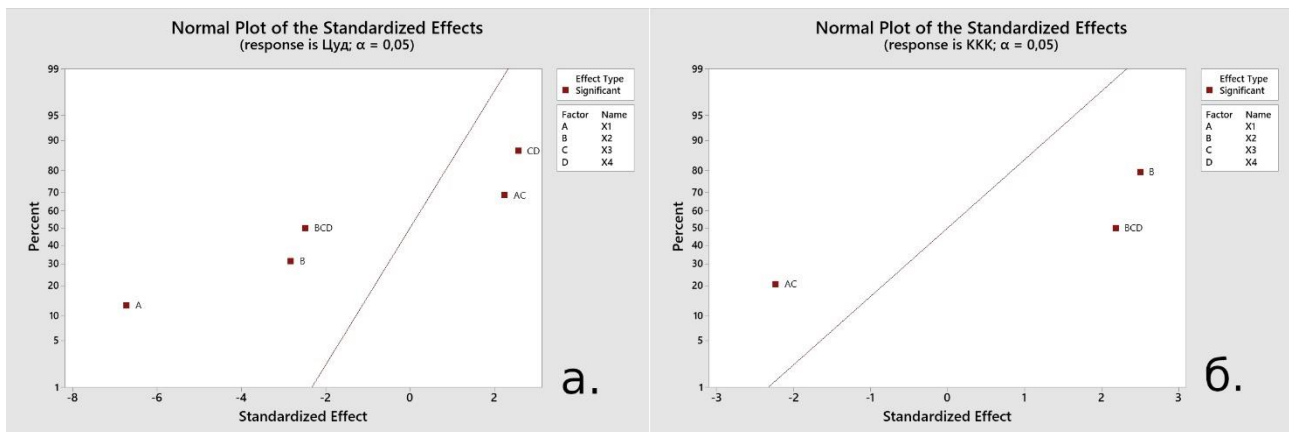 Normal Plot of the Standardized Effects
(response is Цуд; α = 0,05)
99
95
90
80
70
60
50
40
30
20
10
5
1
Percent
-8
-6
-4
-2
0
2
Standardized Effect
A
B
BCD
AC
CD
Effect Type
Significant
Factor Name
A X1
B X2
C X3
D X4
а.
Normal Plot of the Standardized Effects
(response is ККК; α = 0,05)
99
95
90
80
70
60
50
40
30
20
10
5
1
Percent
-3
-2
-1
0
1
2
3
Standardized Effect
AC
BCD
B
Effect Type
Significant
Factor Name
A X1
B X2
C X3
D X4
б.